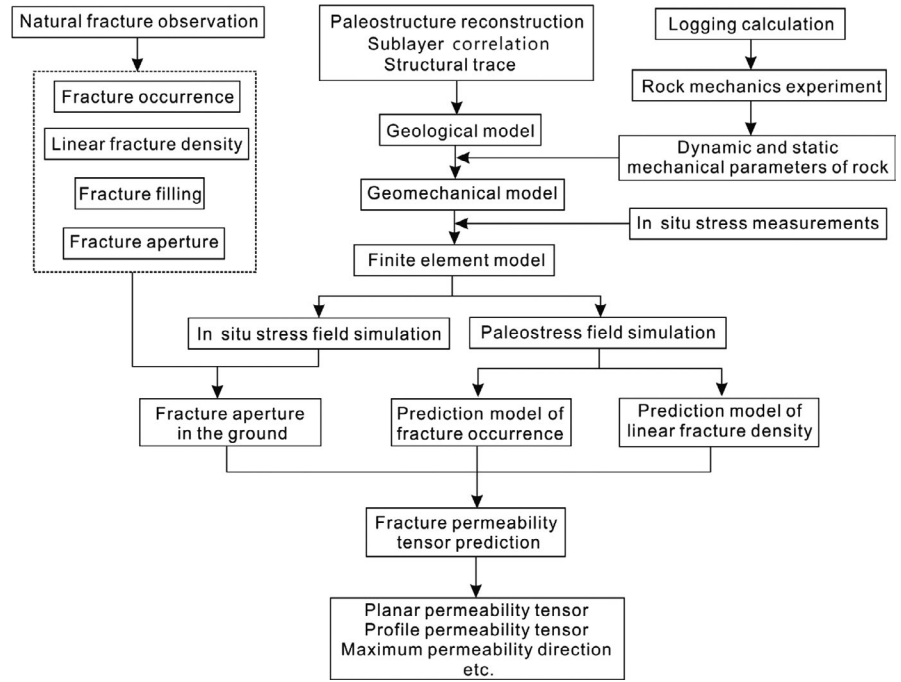 Natural fracture observation
Fracture occurrence
Linear fracture density
Fracture filling
Fracture aperture
Paleostructure reconstruction
Sublayer correlation
Structural trace
Geological model
Geomechanical model
Finite element model
Logging calculation
Rock mechanics experiment
Dynamic and static
mechanical parameters of rock
In situ stress measurements
In situ stress field simulation
Paleostress field simulation
Fracture aperture
in the ground
Prediction model of
fracture occurrence
Prediction model of
linear fracture density
Fracture permeability
tensor prediction
Planar permeability tensor
Profile permeability tensor
Maximum permeability direction
etc.